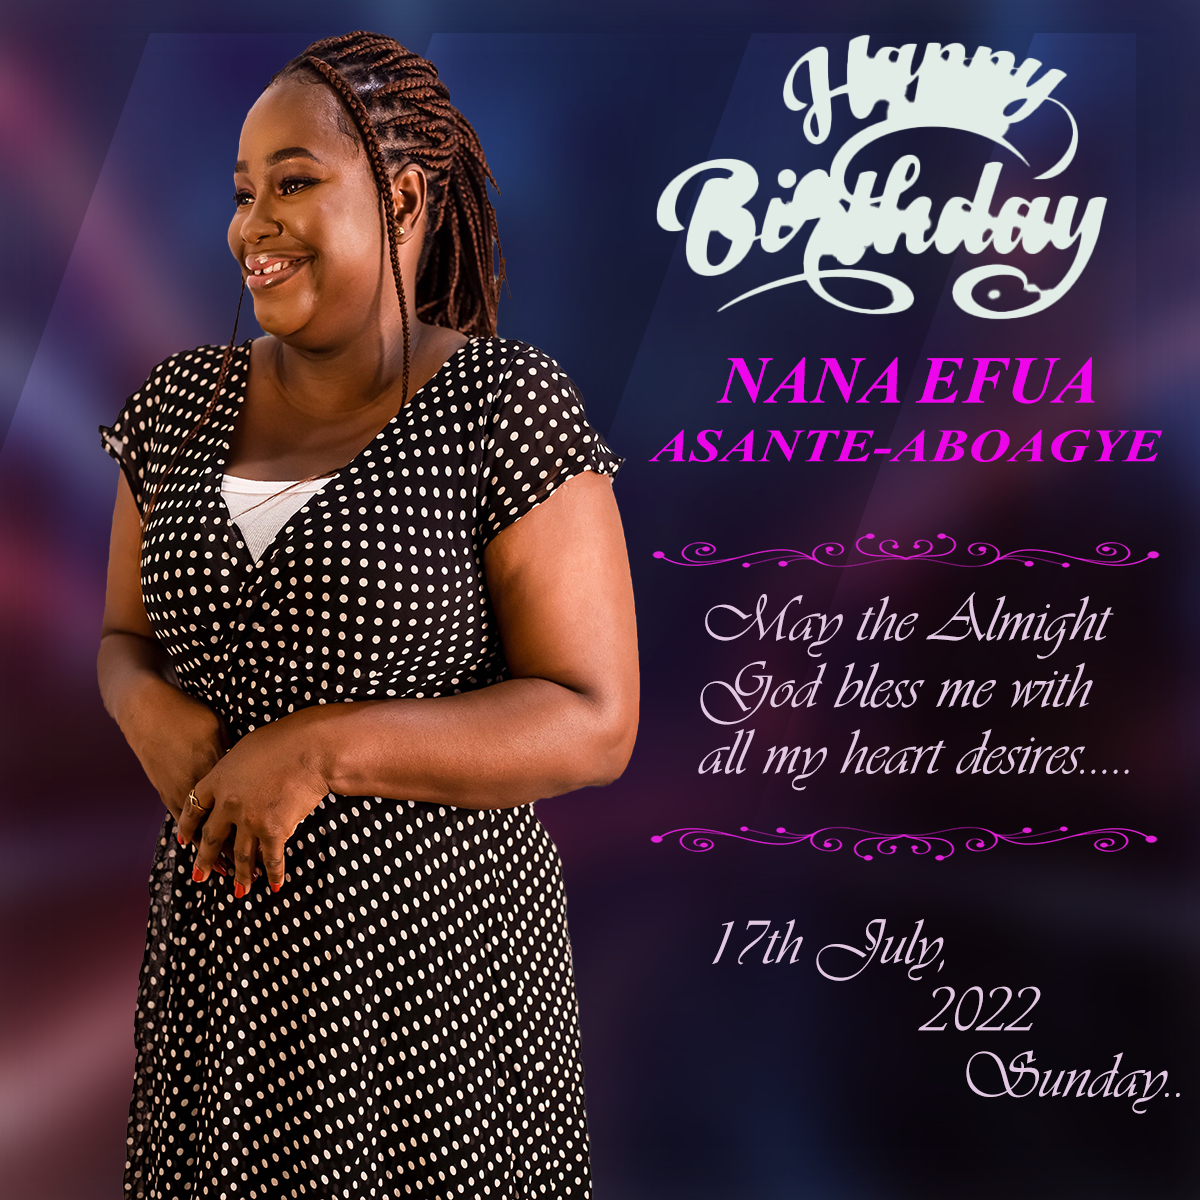 Happy
Birthday
NANA EFUA
ASANTE-ABOAGYE
May the Almight
God bless me with
all my heart desires.....
17th July,
2022
Sunday..